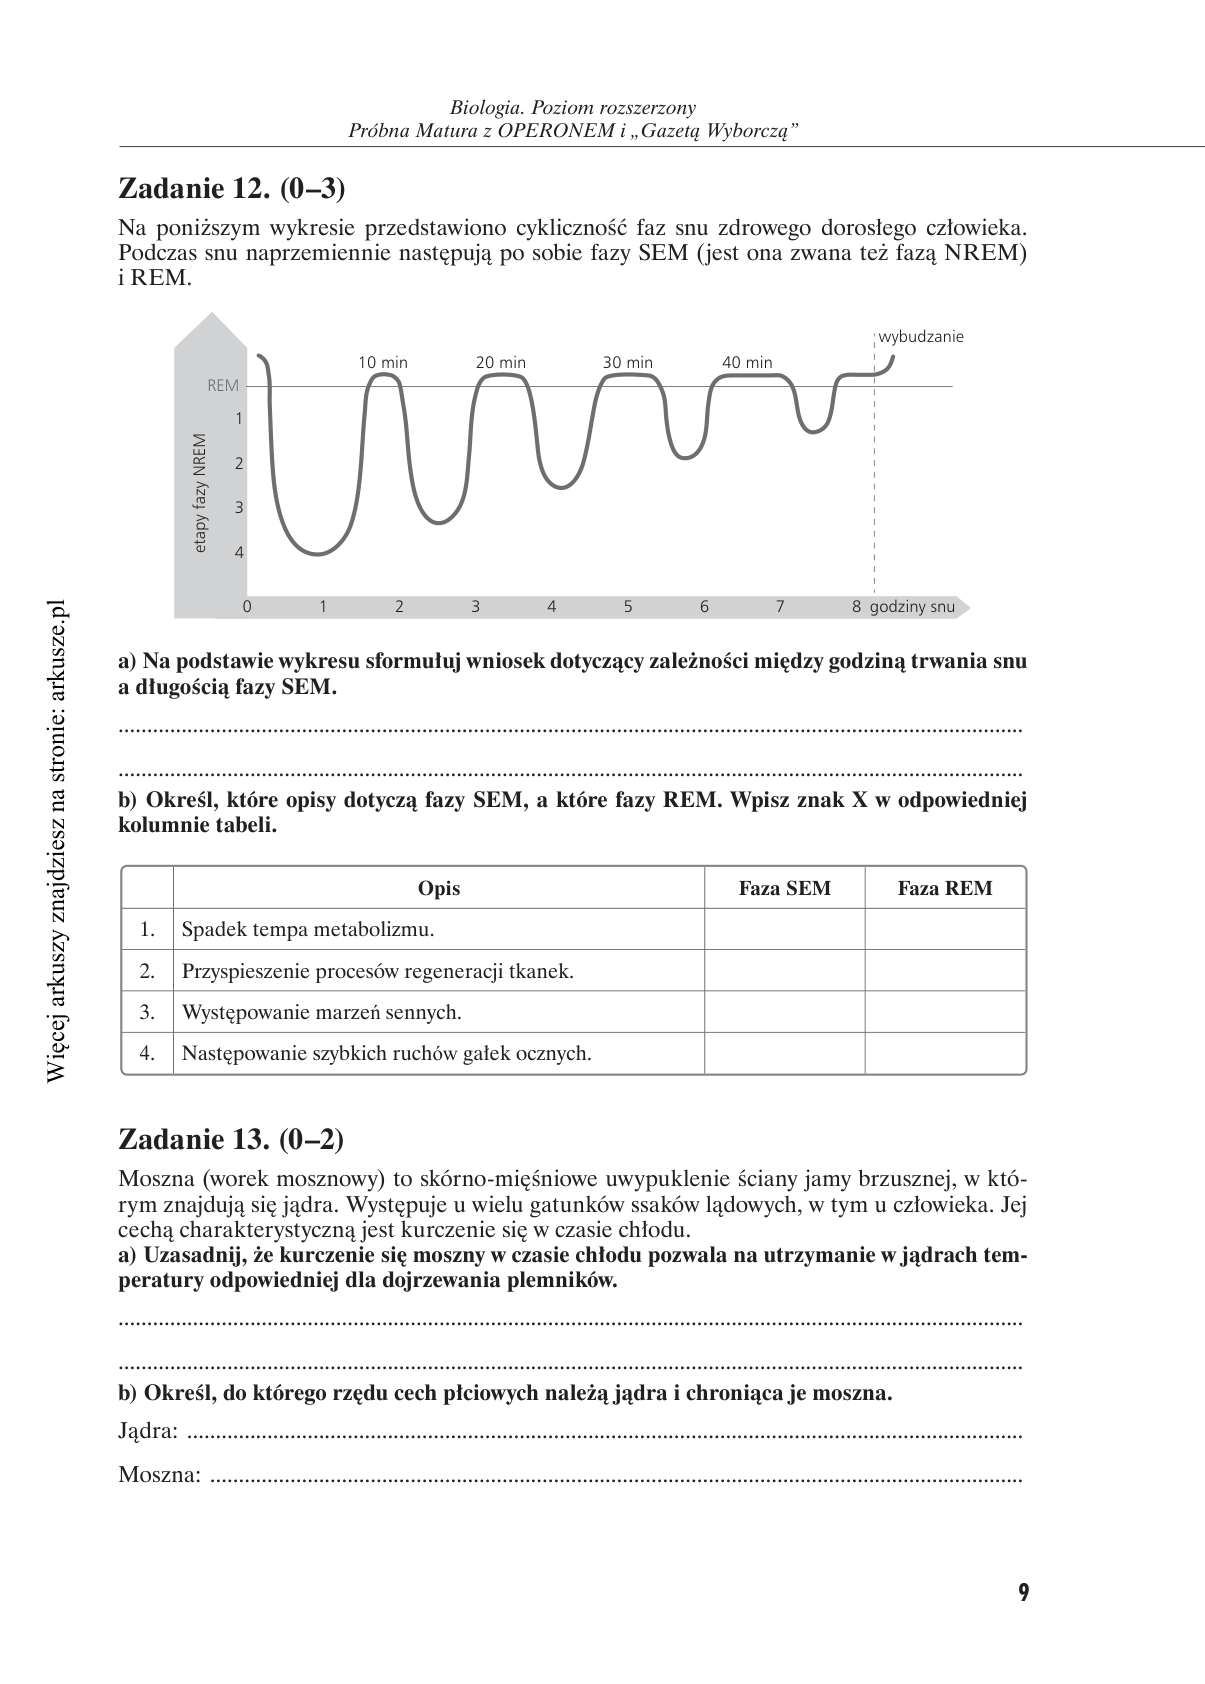 Biologia. Poziom rozszerzony
Próbna Matura z OPERONEM i „Gazetą Wyborczą”
Zadanie 12. (0–3)
Na poniższym wykresie przedstawiono cykliczność faz snu zdrowego dorosłego człowieka.
Podczas snu naprzemiennie następują po sobie fazy SEM (jest ona zwana też fazą NREM)
i REM.
wybudzanie
10 min 20 min 30 min 40 min
REM
1
2
3
4
etapy fazy NREM
0 1 2 3 4 5 6 7 8 godziny snu
a) Na podstawie wykresu sformułuj wniosek dotyczący zależności między godziną trwania snu
a długością fazy SEM.
b) Określ, które opisy dotyczą fazy SEM, a które fazy REM. Wpisz znak X w odpowiedniej
kolumnie tabeli.
Opis Faza SEM Faza REM
1. Spadek tempa metabolizmu.
2. Przyspieszenie procesów regeneracji tkanek.
3. Występowanie marzeń sennych.
4. Następowanie szybkich ruchów gałek ocznych.
Zadanie 13. (0–2)
Moszna (worek mosznowy) to skórno-mięśniowe uwypuklenie ściany jamy brzusznej, w któ-
rym znajdują się jądra. Występuje u wielu gatunków ssaków lądowych, w tym u człowieka. Jej
cechą charakterystyczną jest kurczenie się w czasie chłodu.
a) Uzasadnij, że kurczenie się moszny w czasie chłodu pozwala na utrzymanie w jądrach tem-
peratury odpowiedniej dla dojrzewania plemników.
b) Określ, do którego rzędu cech płciowych należą jądra i chroniąca je moszna.
Jądra:
Moszna:
9
Więcej arkuszy znajdziesz na stronie: arkusze.pl